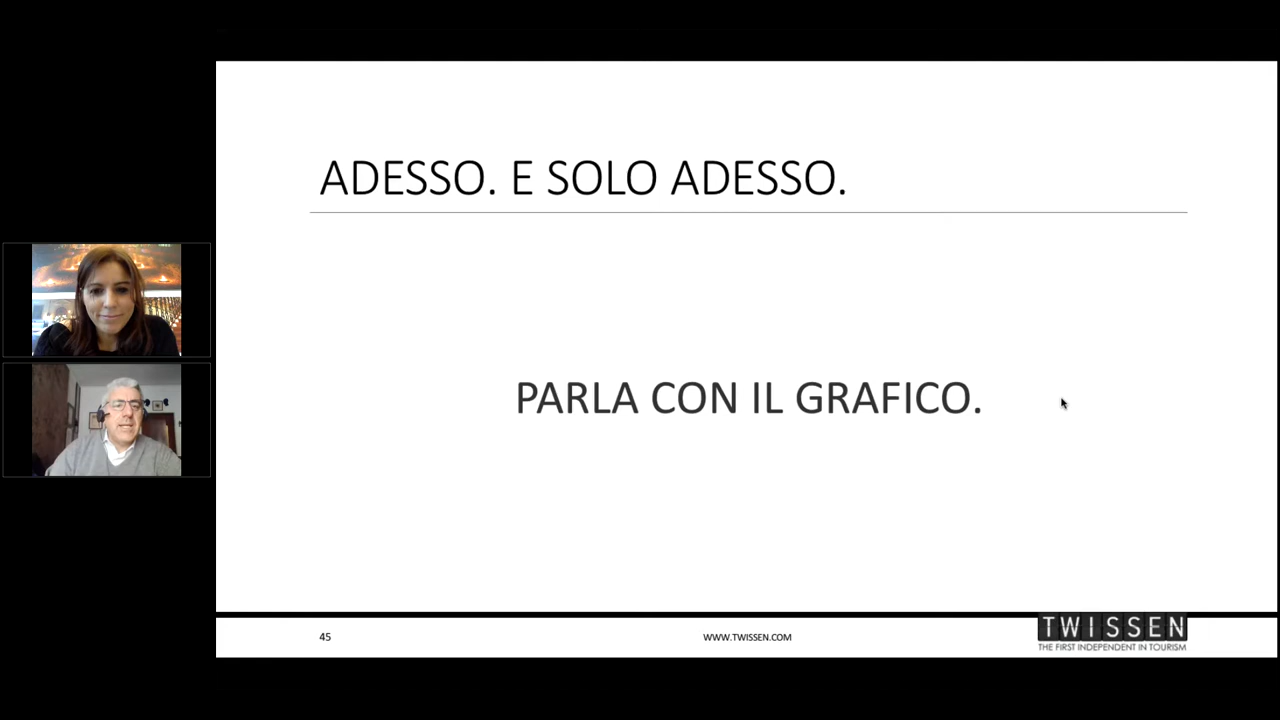 ADESSO. E SOLO ADESSO.
PARLA CON IL GRAFICO.
45
WWW.TWISSEN.COM
TWISSEN
THE FIRST INDEPENDENT IN TOURISM